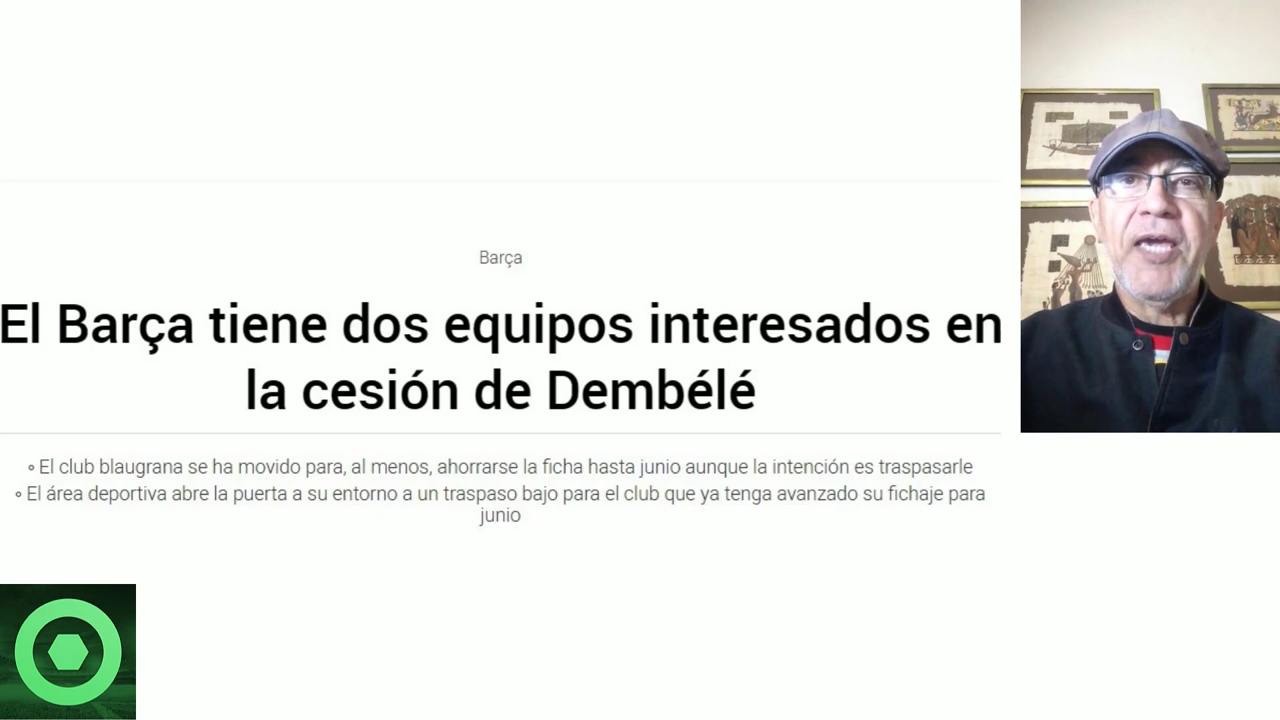 Barça
El Barça tiene dos equipos interesados en
la cesión de Dembélé
◦ El club blaugrana se ha movido para, al menos, ahorrarse la ficha hasta junio aunque la intención es traspasarle
◦ El área deportiva abre la puerta a su entorno a un traspaso bajo para el club que ya tenga avanzado su fichaje para
junio